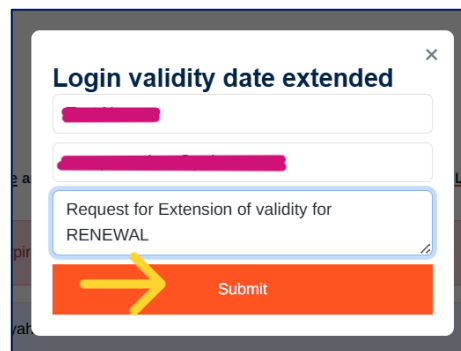 ×
Login validity date extended
Request for Extension of validity for
RENEWAL
Submit